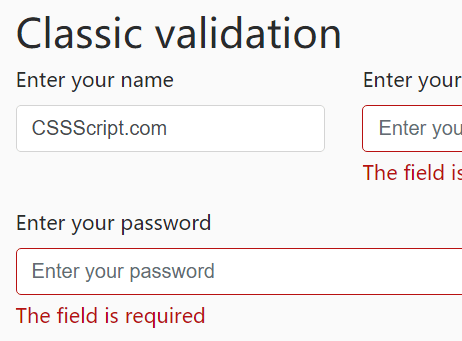 Classic validation
Enter your name
Enter your
CSSScript.com
Enter you
The field is
Enter your password
Enter your password
The field is required